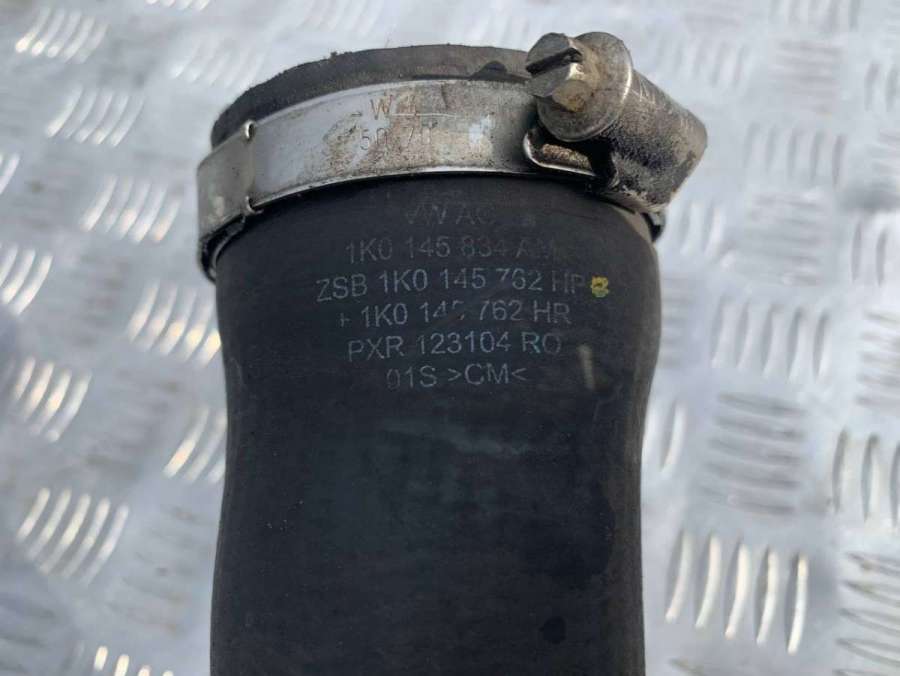 W4
50-70
VW AG
1K0 145 834 AM
ZSB 1K0 145 762 HP
+ 1K0 145 762 HR
PXR 123104 RO
01S >CM<